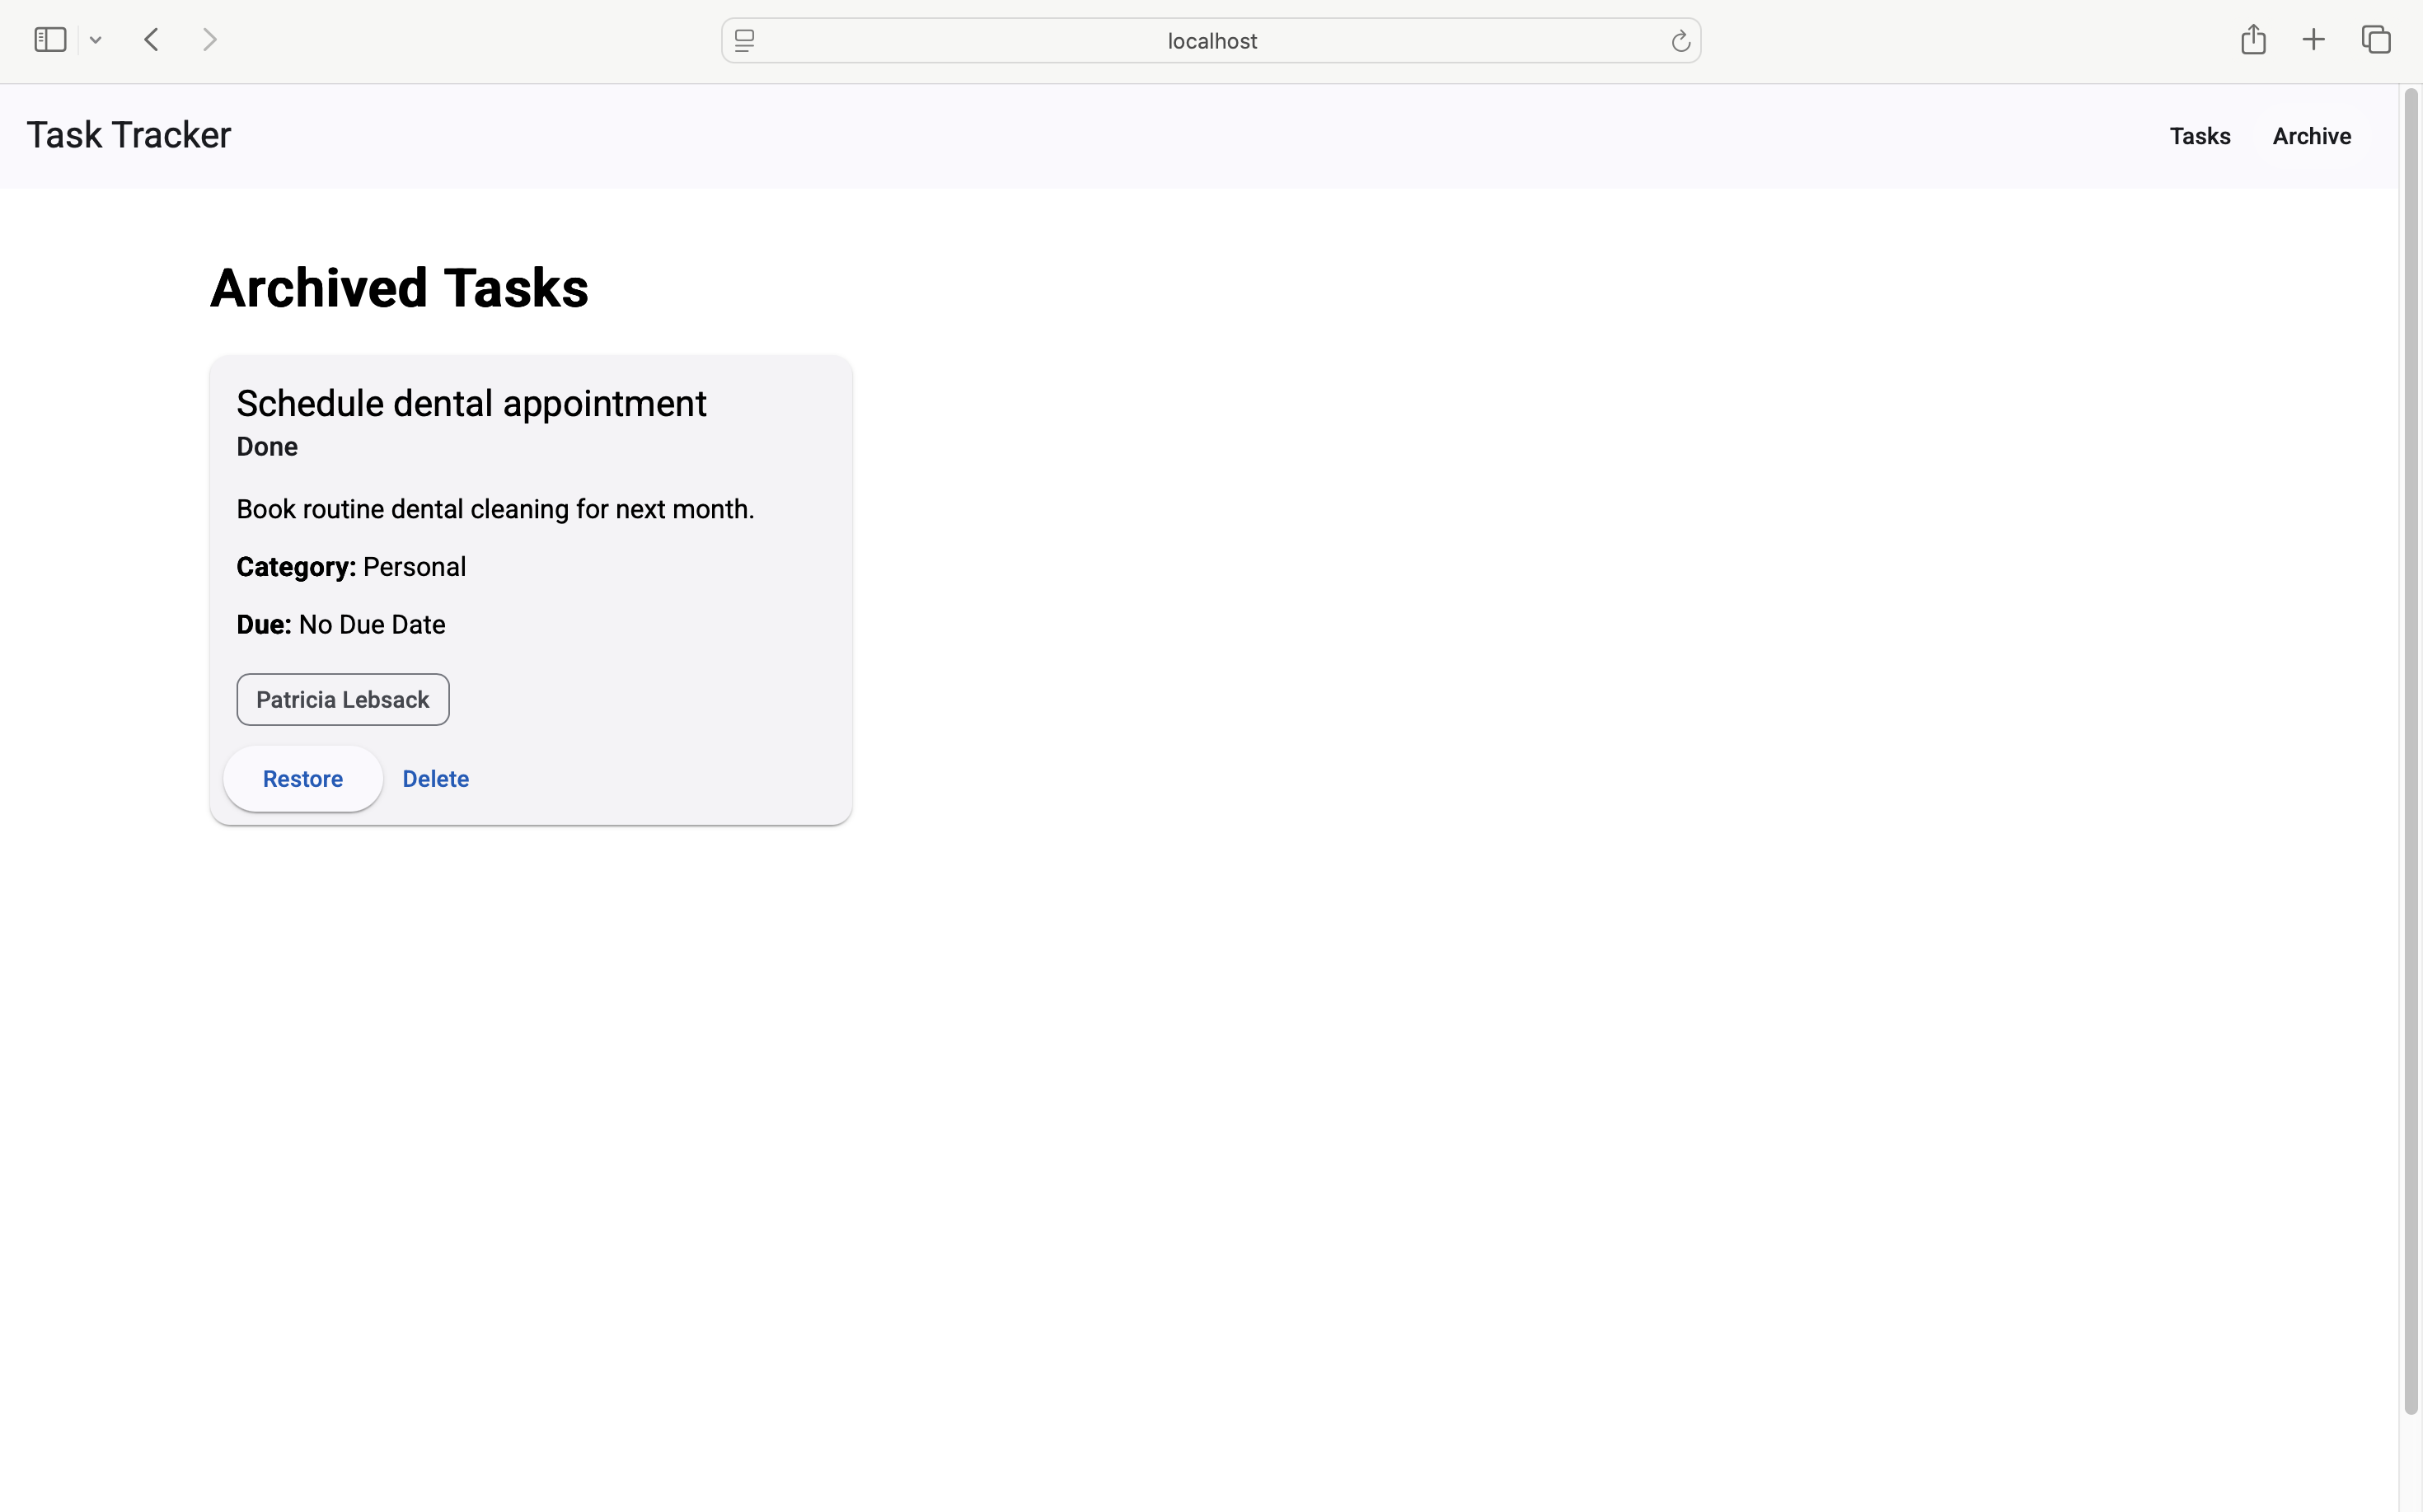 localhost
Task Tracker
Tasks
Archive
Archived Tasks
Schedule dental appointment
Done
Book routine dental cleaning for next month.
Category: Personal
Due: No Due Date
Patricia Lebsack
Restore
Delete